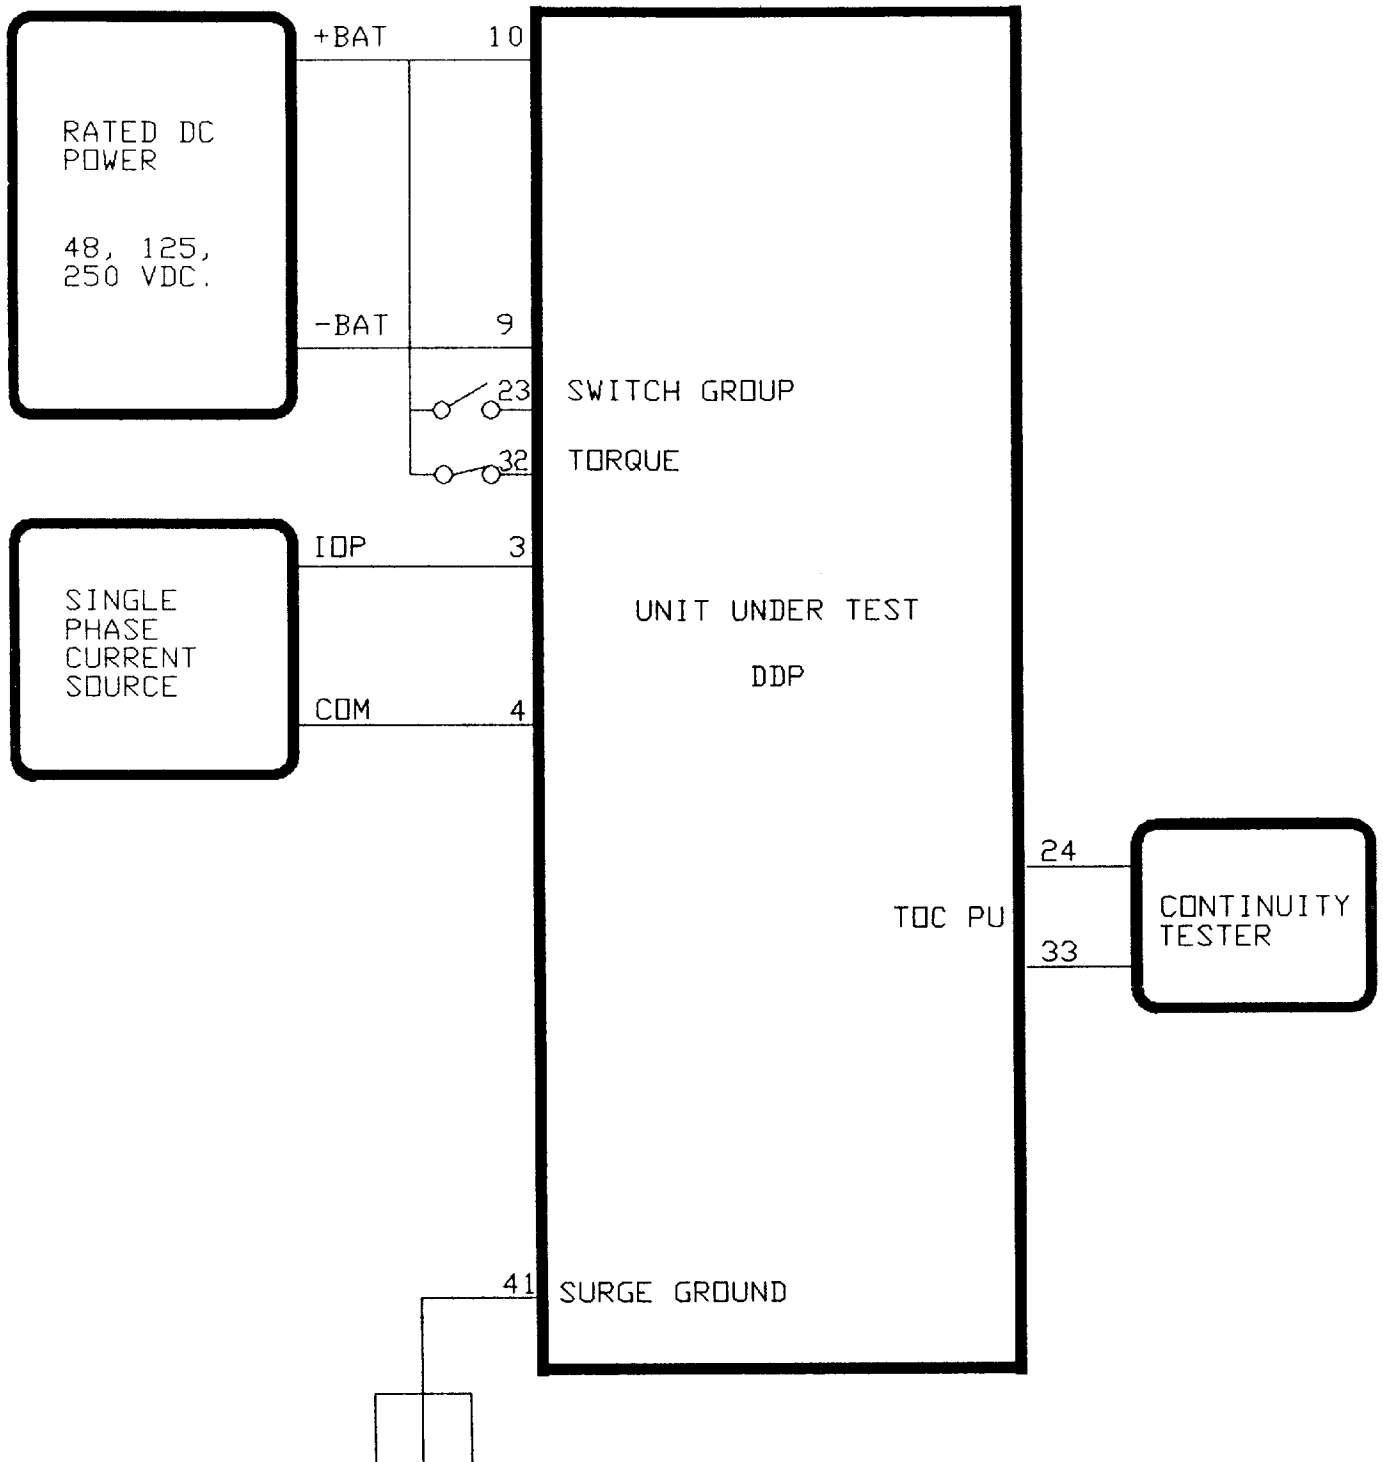 +BAT 10
RATED DC
POWER
48, 125,
250 VDC.
-BAT 9
23 SWITCH GROUP
32 TORQUE
IOP 3
SINGLE
PHASE
CURRENT
SOURCE
COM 4
UNIT UNDER TEST
DDP
24
TOC PU
33
CONTINUITY
TESTER
41 SURGE GROUND